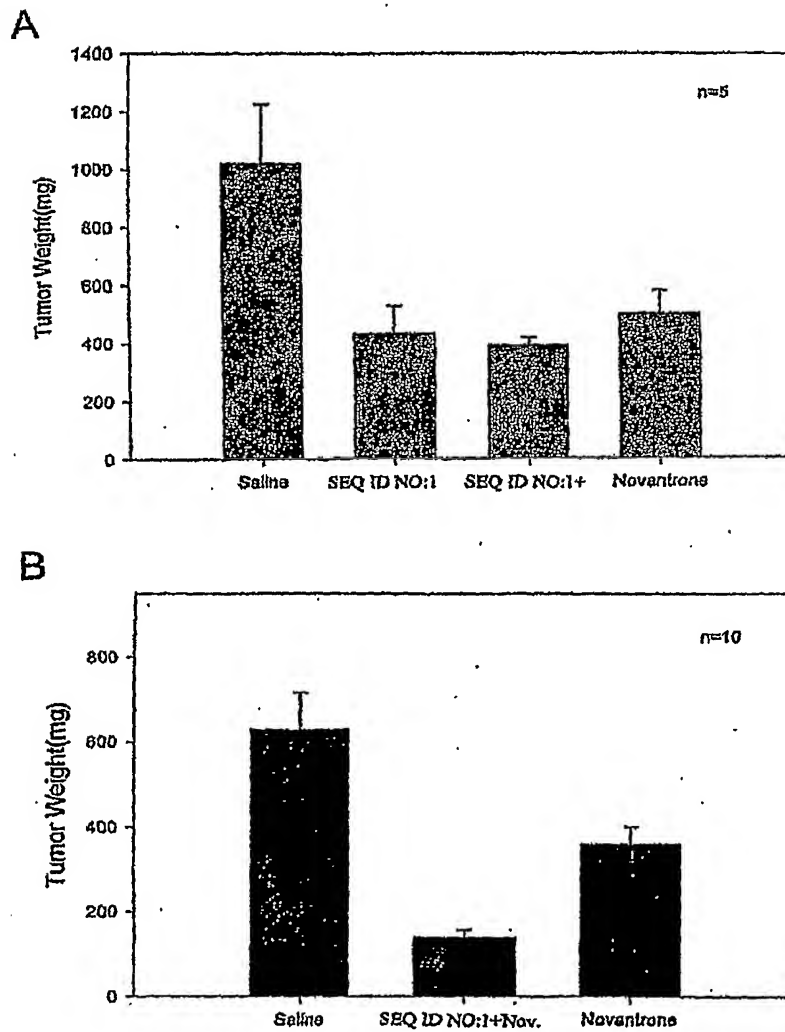 A
1400
n=5
1200
1000
800
600
400
200
0
Tumor Weight(mg)
Saline SEQ ID NO:1 SEQ ID NO:1+ Novantrone
B
n=10
800
600
400
200
0
Tumor Weight(mg)
Saline SEQ ID NO:1+Nov. Novantrone